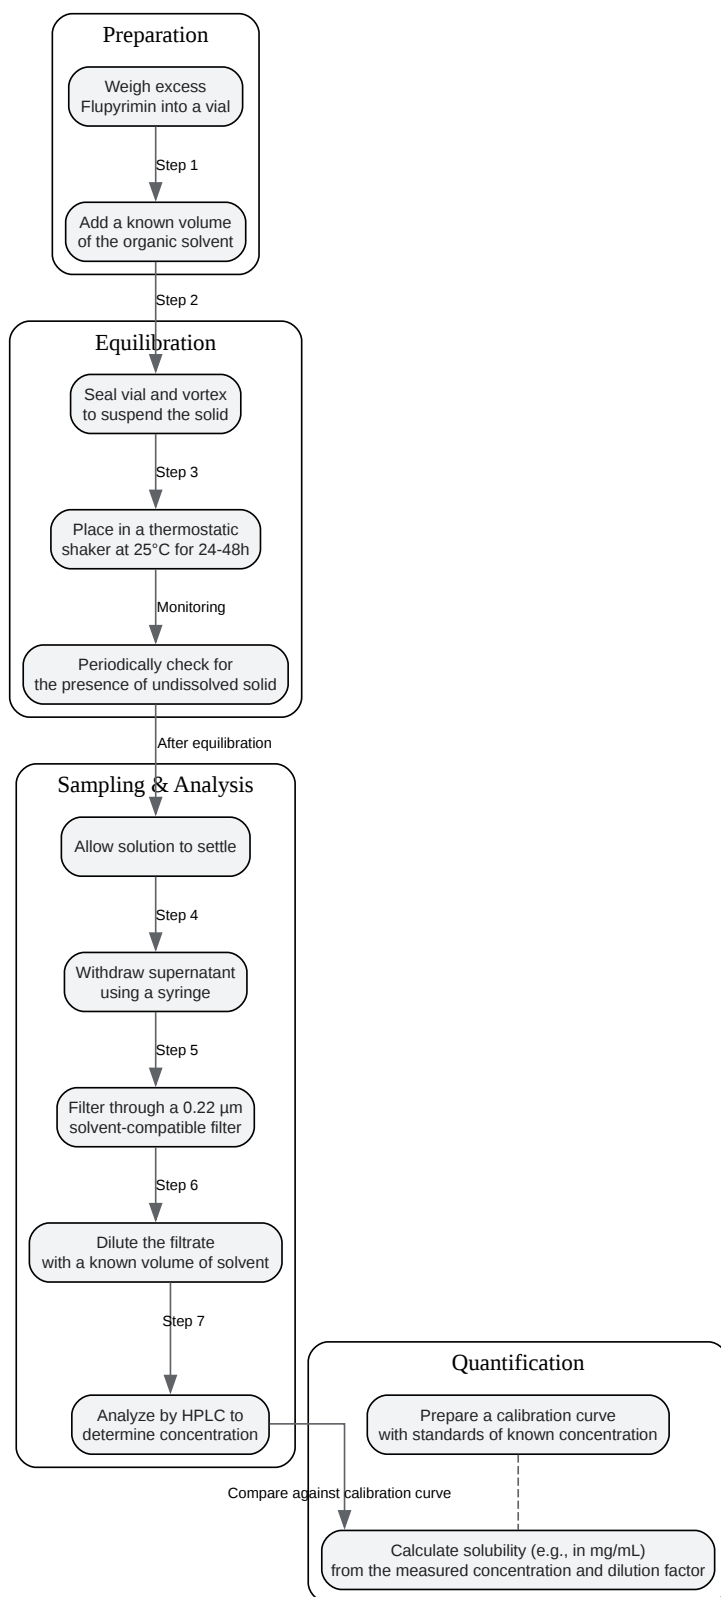 Preparation
Weigh excess
Flupyrimin into a vial
Step 1
Add a known volume
of the organic solvent
Step 2
Equilibration
Seal vial and vortex
to suspend the solid
Step 3
Place in a thermostatic
shaker at 25°C for 24-48h
Monitoring
Periodically check for
the presence of undissolved solid
After equilibration
Sampling & Analysis
Allow solution to settle
Step 4
Withdraw supernatant
using a syringe
Step 5
Filter through a 0.22 µm
solvent-compatible filter
Step 6
Dilute the filtrate
with a known volume of solvent
Step 7
Analyze by HPLC to
determine concentration
Quantification
Prepare a calibration curve
with standards of known concentration
Compare against calibration curve
Calculate solubility (e.g., in mg/mL)
from the measured concentration and dilution factor